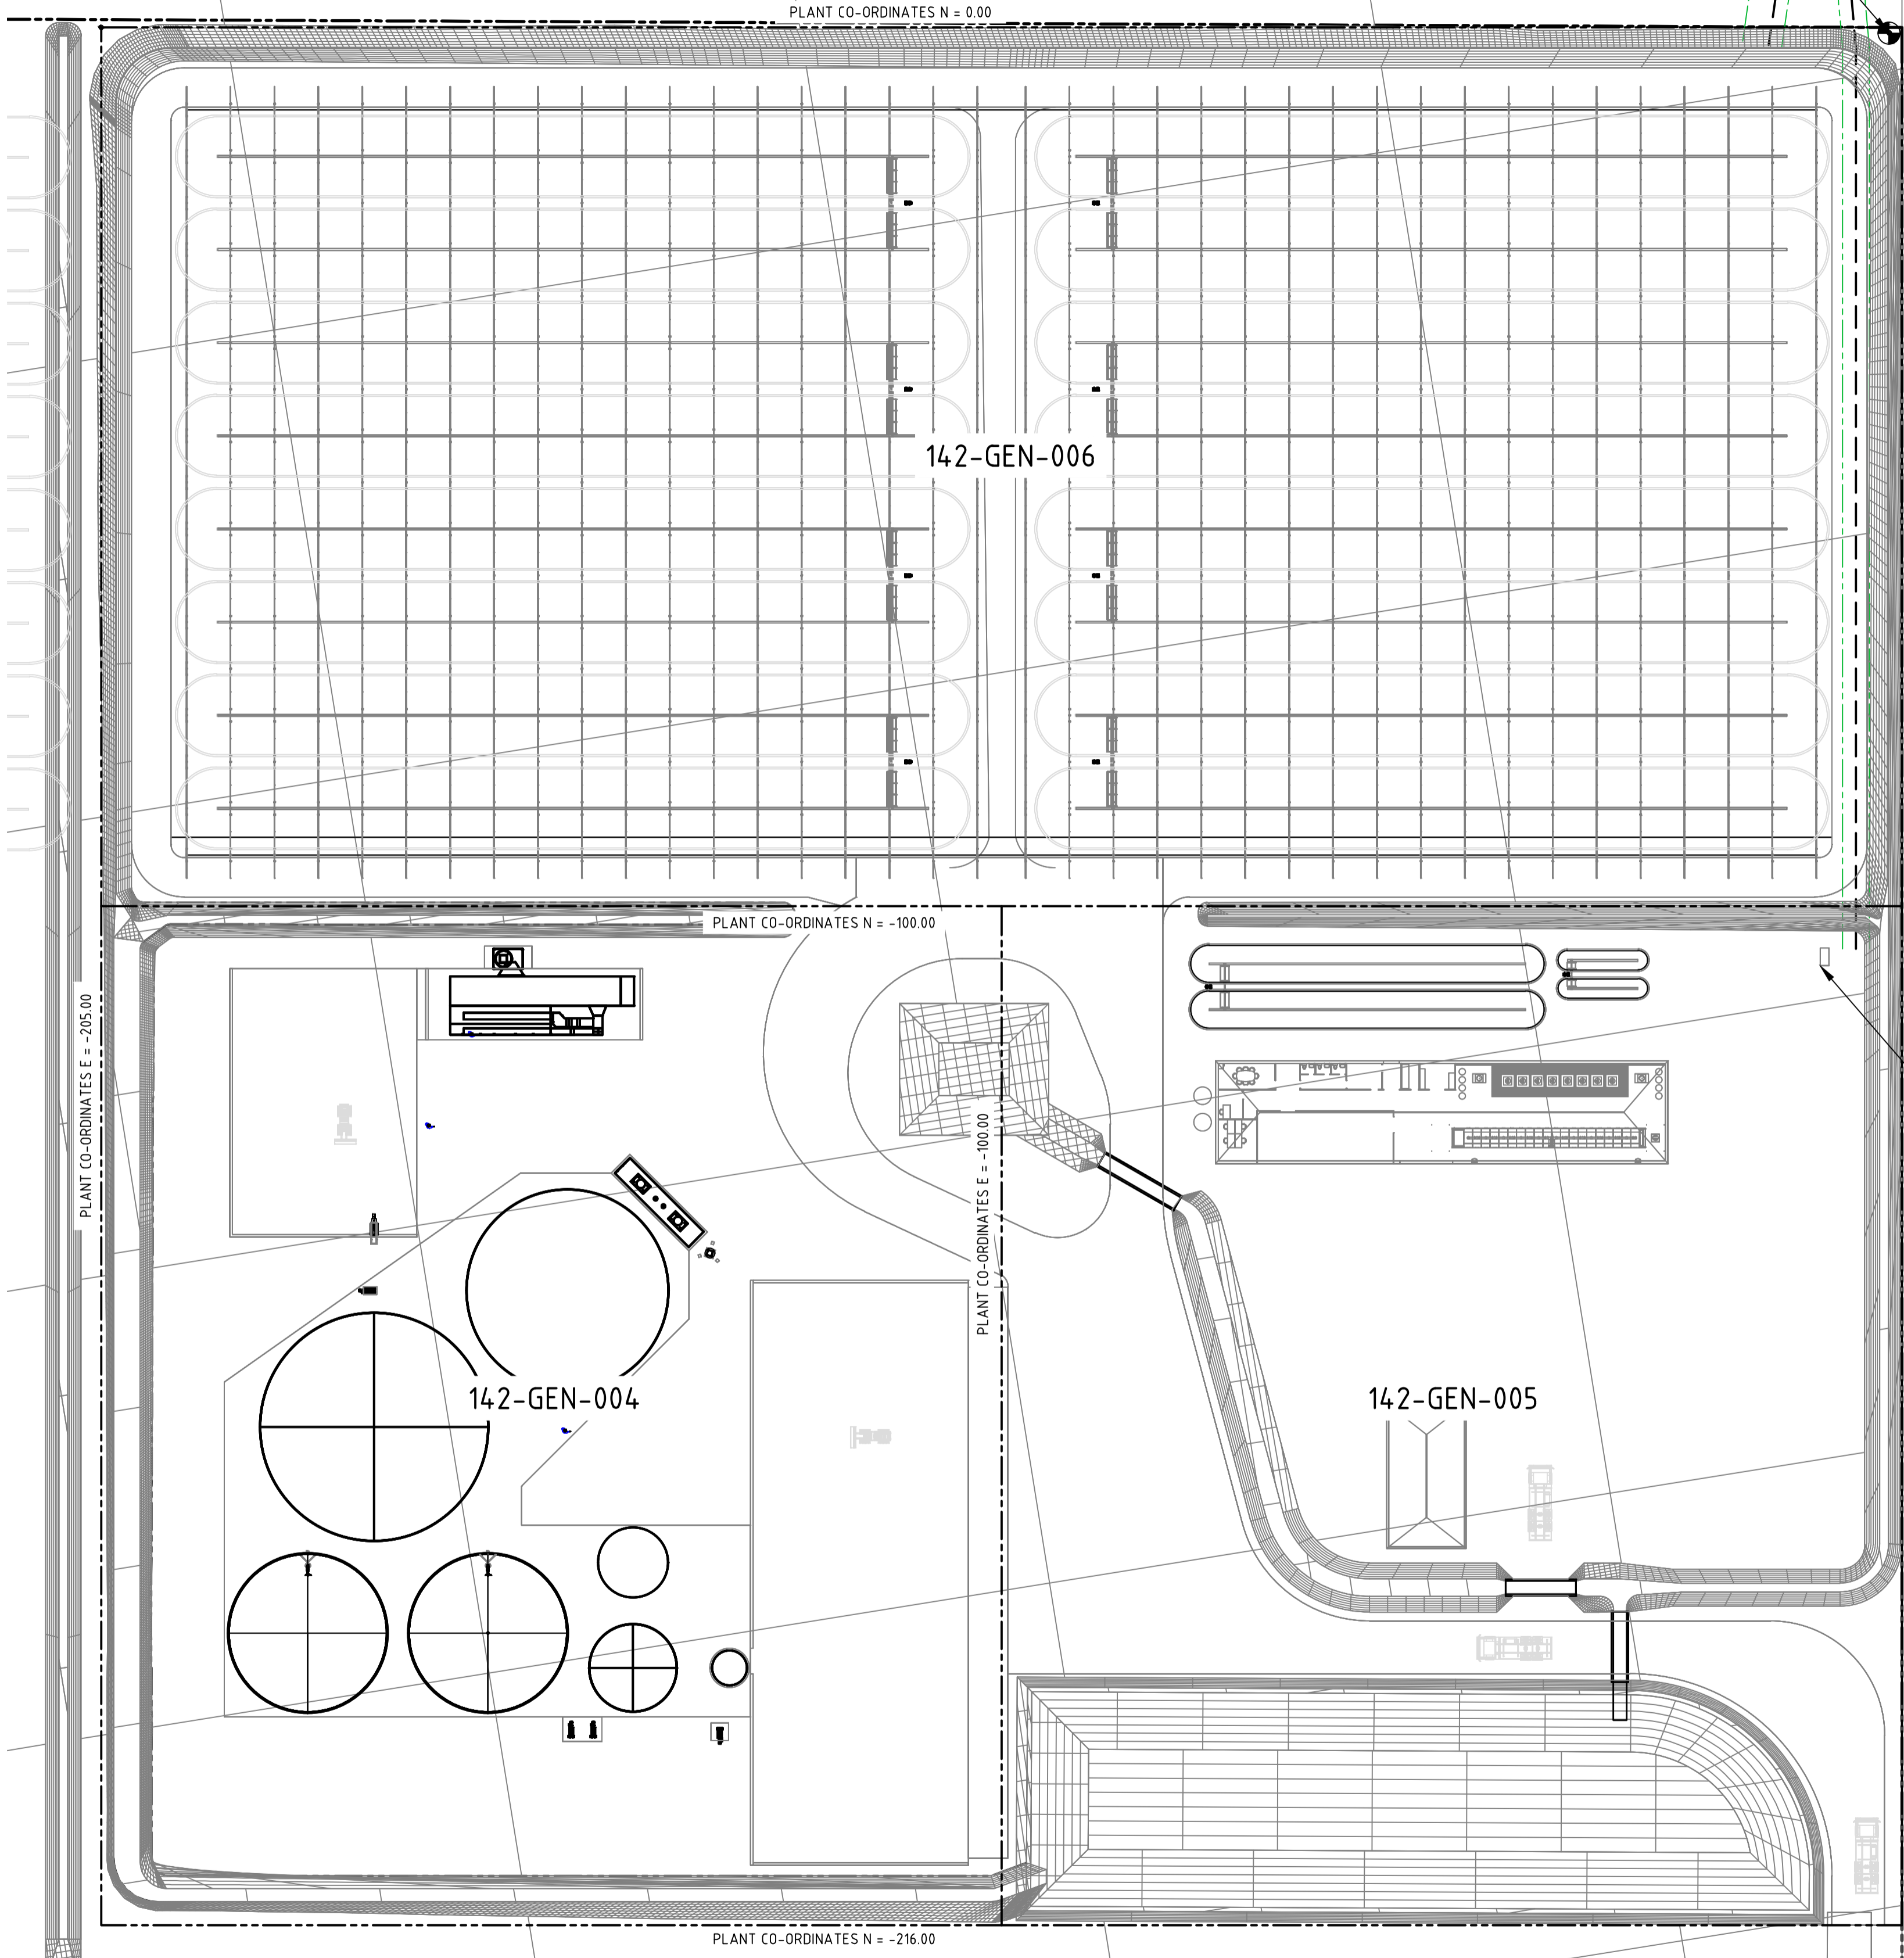 PLANT CO-ORDINATES N = 0.00
142-GEN-006
PLANT CO-ORDINATES N = -100.00
PLANT CO-ORDINATES E = -205.00
PLANT CO-ORDINATES E = -100.00
142-GEN-004
142-GEN-005
PLANT CO-ORDINATES N = -216.00